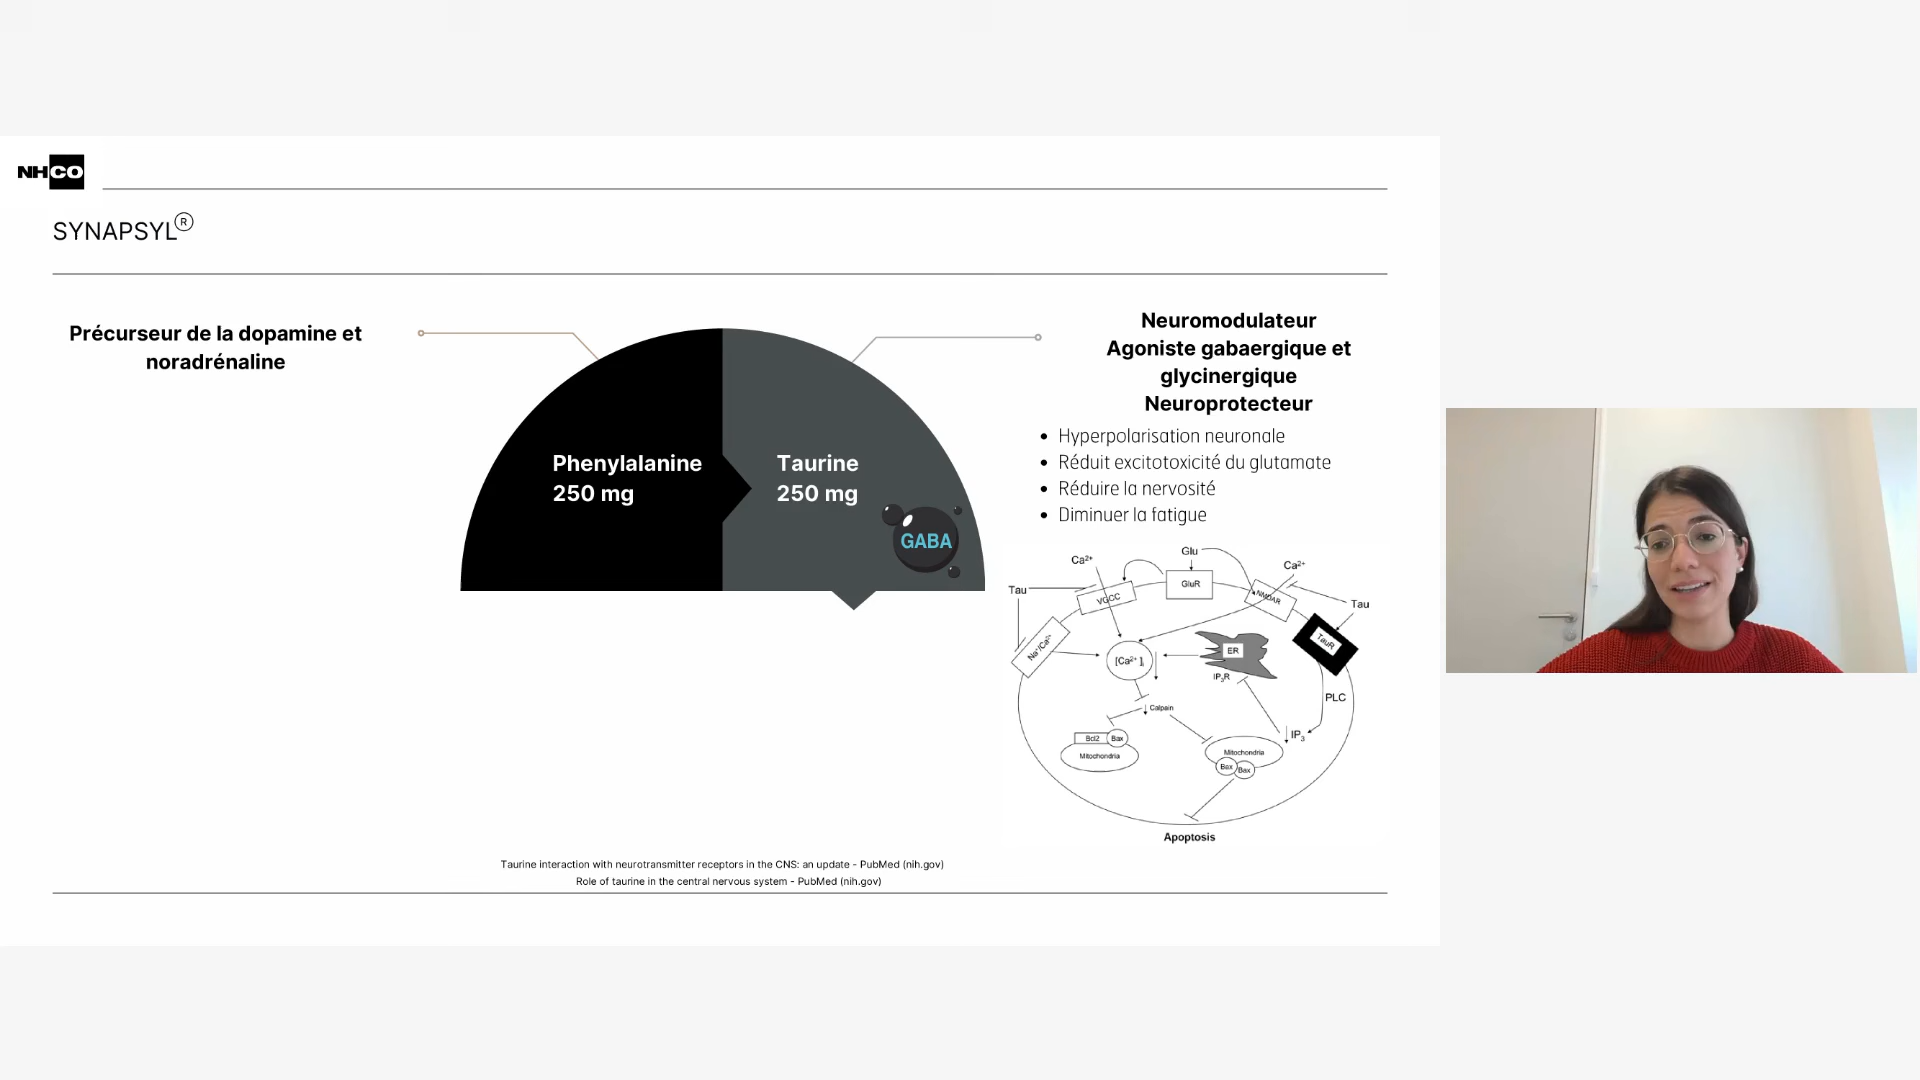 NHCO
SYNAPSYL®
Précurseur de la dopamine et
noradrénaline
Phenylalanine
250 mg
Taurine
250 mg
GABA
Neuromodulateur
Agoniste gabaergique et
glycinergique
Neuroprotecteur
• Hyperpolarisation neuronale
• Réduit excitotoxicité du glutamate
• Réduire la nervosité
• Diminuer la fatigue
Glu
Ca²⁺
Ca²⁺
Tau
VGCC
GluR
NMDAR
Tau
Na⁺/Ca²⁺
TauR
[Ca²⁺]i
ER
IP₃R
PLC
Calpain
IP₃
Bcl2
Bax
Mitochondria
Mitochondria
Bax
Bax
Apoptosis
Taurine interaction with neurotransmitter receptors in the CNS: an update - PubMed (nih.gov)
Role of taurine in the central nervous system - PubMed (nih.gov)